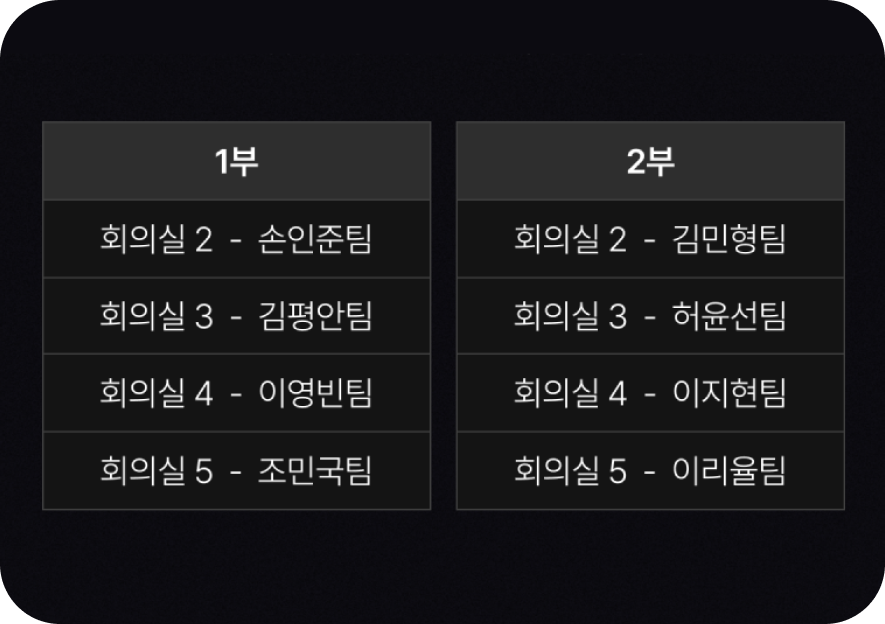 1부
회의실 2 - 손인준팀
회의실 3 - 김평안팀
회의실 4 - 이영빈팀
회의실 5 - 조민국팀
2부
회의실 2 - 김민형팀
회의실 3 - 허윤선팀
회의실 4 - 이지현팀
회의실 5 - 이리율팀